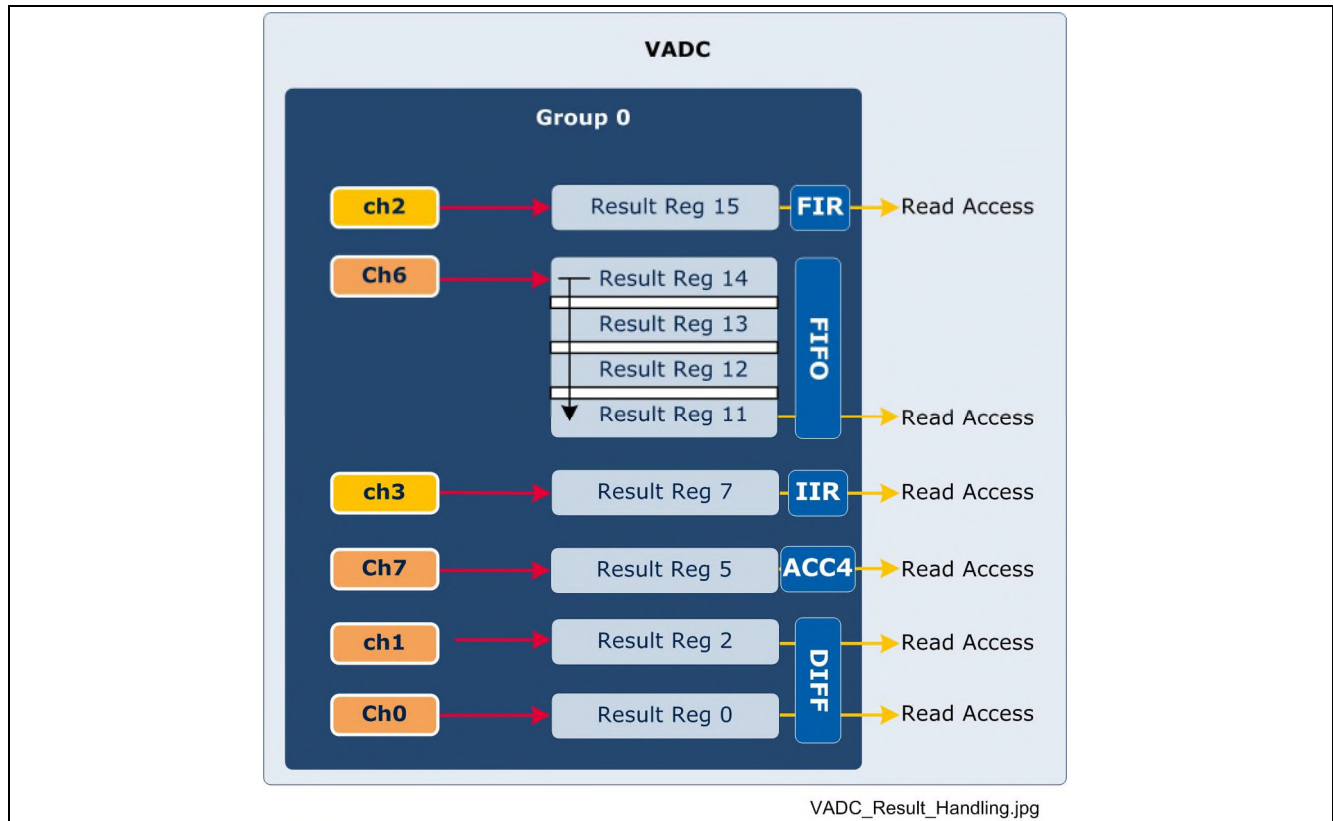 VADC
Group 0
ch2 Result Reg 15 FIR Read Access
Ch6 Result Reg 14
Result Reg 13
FIFO
Result Reg 12
Result Reg 11 Read Access
ch3 Result Reg 7 IIR Read Access
Ch7 Result Reg 5 ACC4 Read Access
ch1 Result Reg 2 Read Access
DIFF
Ch0 Result Reg 0 Read Access
VADC_Result_Handling.jpg